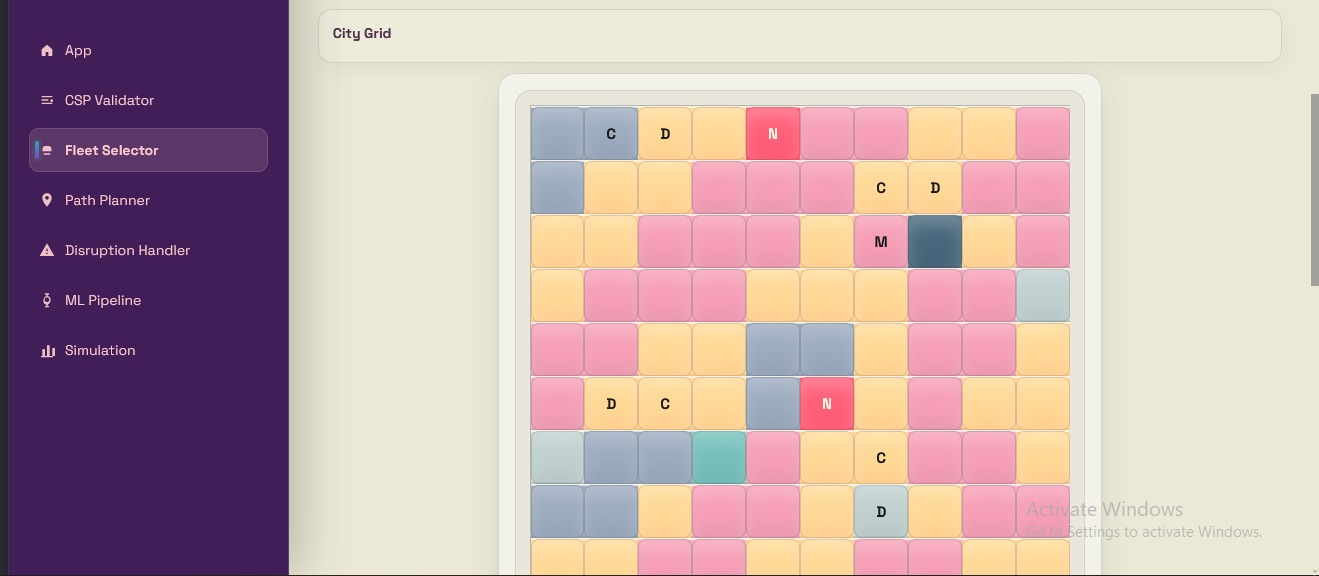 App
CSP Validator
Fleet Selector
Path Planner
Disruption Handler
ML Pipeline
Simulation
City Grid
C D N
C D
M
D C N
C
D
Activate Windows
Go to Settings to activate Windows.